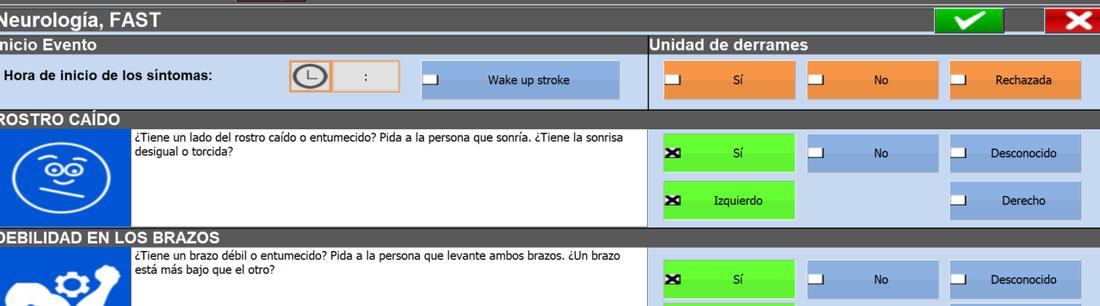 Neurología, FAST
Inicio Evento
Unidad de derrames
Hora de inicio de los síntomas:
:
Wake up stroke
Sí
No
Rechazada
ROSTRO CAÍDO
¿Tiene un lado del rostro caído o entumecido? Pida a la persona que sonría. ¿Tiene la sonrisa
desigual o torcida?
Sí
No
Desconocido
Izquierdo
Derecho
DEBILIDAD EN LOS BRAZOS
¿Tiene un brazo débil o entumecido? Pida a la persona que levante ambos brazos. ¿Un brazo
está más bajo que el otro?
Sí
No
Desconocido